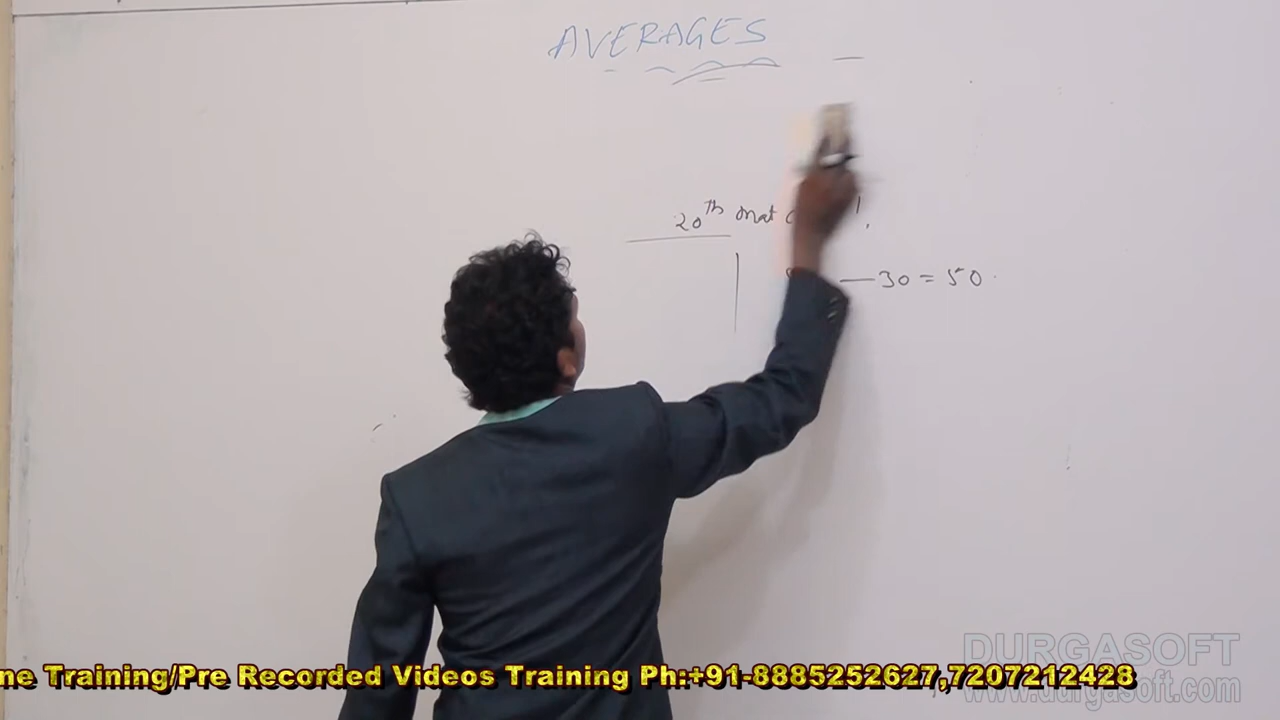 AVERAGES
20th mat
— 30 = 50
ne Training/Pre Recorded Videos Training Ph:+91-8885252627,7207212428
DURGASOFT
www.durgasoft.com